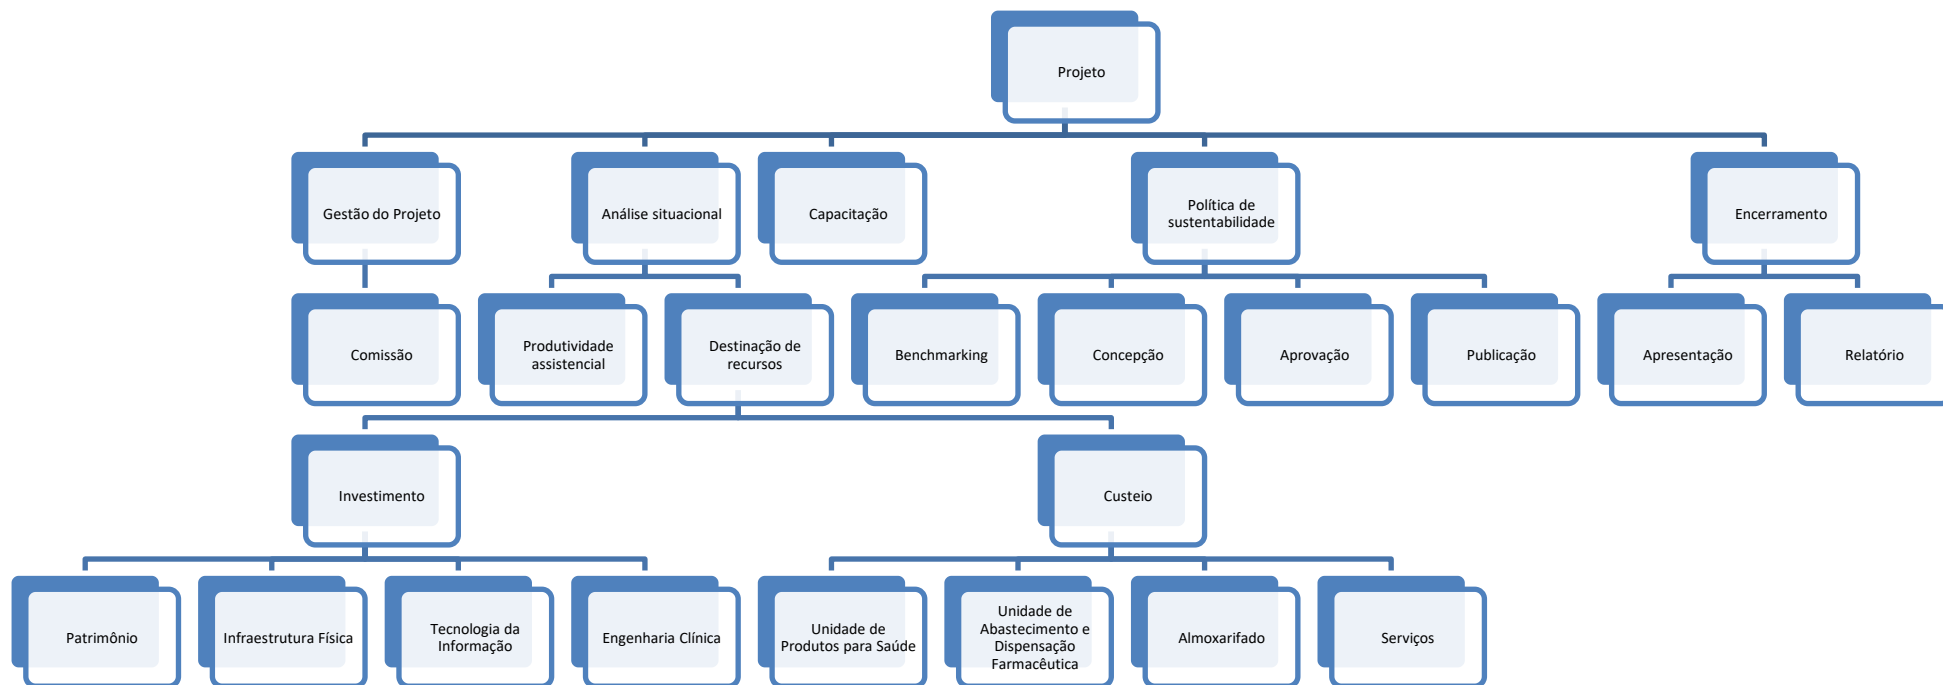 Projeto
Gestão do Projeto
Análise situacional
Capacitação
Política de
sustentabilidade
Encerramento
Comissão
Produtividade
assistencial
Destinação de
recursos
Benchmarking
Concepção
Aprovação
Publicação
Apresentação
Relatório
Investimento
Custeio
Patrimônio
Infraestrutura Física
Tecnologia da
Informação
Engenharia Clínica
Unidade de
Produtos para Saúde
Unidade de
Abastecimento e
Dispensação
Farmacêutica
Almoxarifado
Serviços